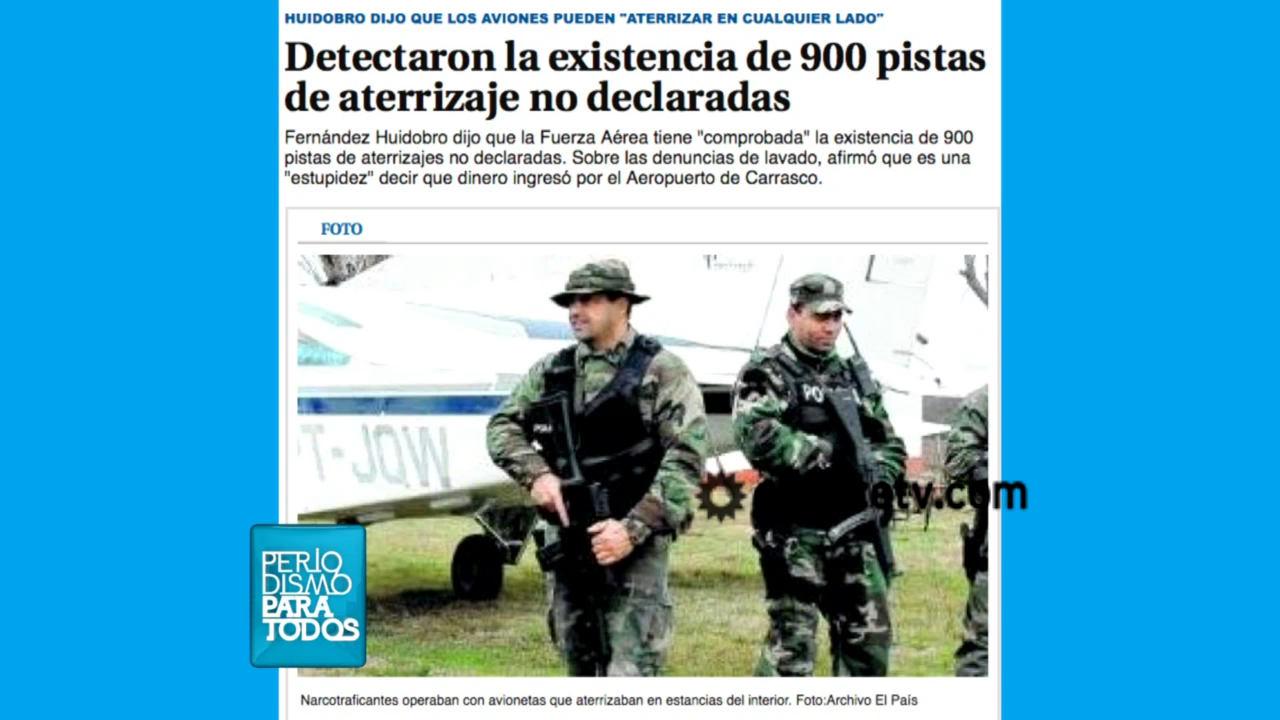 HUIDOBRO DIJO QUE LOS AVIONES PUEDEN "ATERRIZAR EN CUALQUIER LADO"
Detectaron la existencia de 900 pistas
de aterrizaje no declaradas
Fernández Huidobro dijo que la Fuerza Aérea tiene "comprobada" la existencia de 900
pistas de aterrizajes no declaradas. Sobre las denuncias de lavado, afirmó que es una
"estupidez" decir que dinero ingresó por el Aeropuerto de Carrasco.
FOTO
PT-JQW
PERIO
DISMO
PARA
TODOS
Narcotraficantes operaban con avionetas que aterrizaban en estancias del interior. Foto:Archivo El País